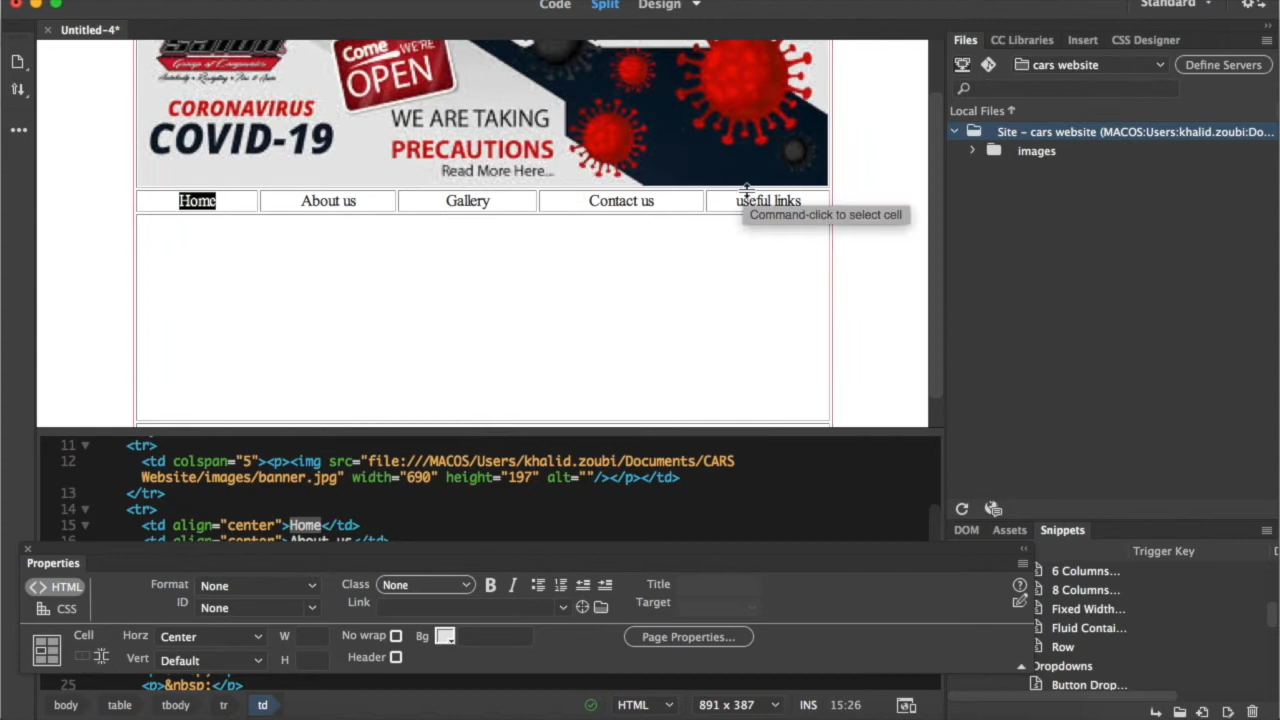 Code Split Design Standard
Untitled-4*
Files CC Libraries Insert CSS Designer
cars website Define Servers
Local Files
Site – cars website (MACOS:Users:khalid.zoubi:Do...
images
Come WE'RE
OPEN
CORONAVIRUS
COVID-19
WE ARE TAKING
PRECAUTIONS
Read More Here...
Home About us Gallery Contact us useful links
Command-click to select cell
11 <tr>
12 <td colspan="5"><p><img src="file:///MACOS/Users/khalid.zoubi/Documents/CARS
Website/images/banner.jpg" width="690" height="197" alt=""/></p></td>
13 </tr>
14 <tr>
15 <td align="center">Home</td>
16 <td align="center">About us</td>
DOM Assets Snippets
Trigger Key
6 Columns...
8 Columns...
Fixed Width...
Fluid Contai...
Row
Dropdowns
Button Drop...
Properties
<> HTML Format None Class None B I Title
CSS ID None Link Target
Cell Horz Center W No wrap Bg Page Properties...
Vert Default H Header
25 <p>&nbsp;</p>
body table tbody tr td HTML 891 x 387 INS 15:26